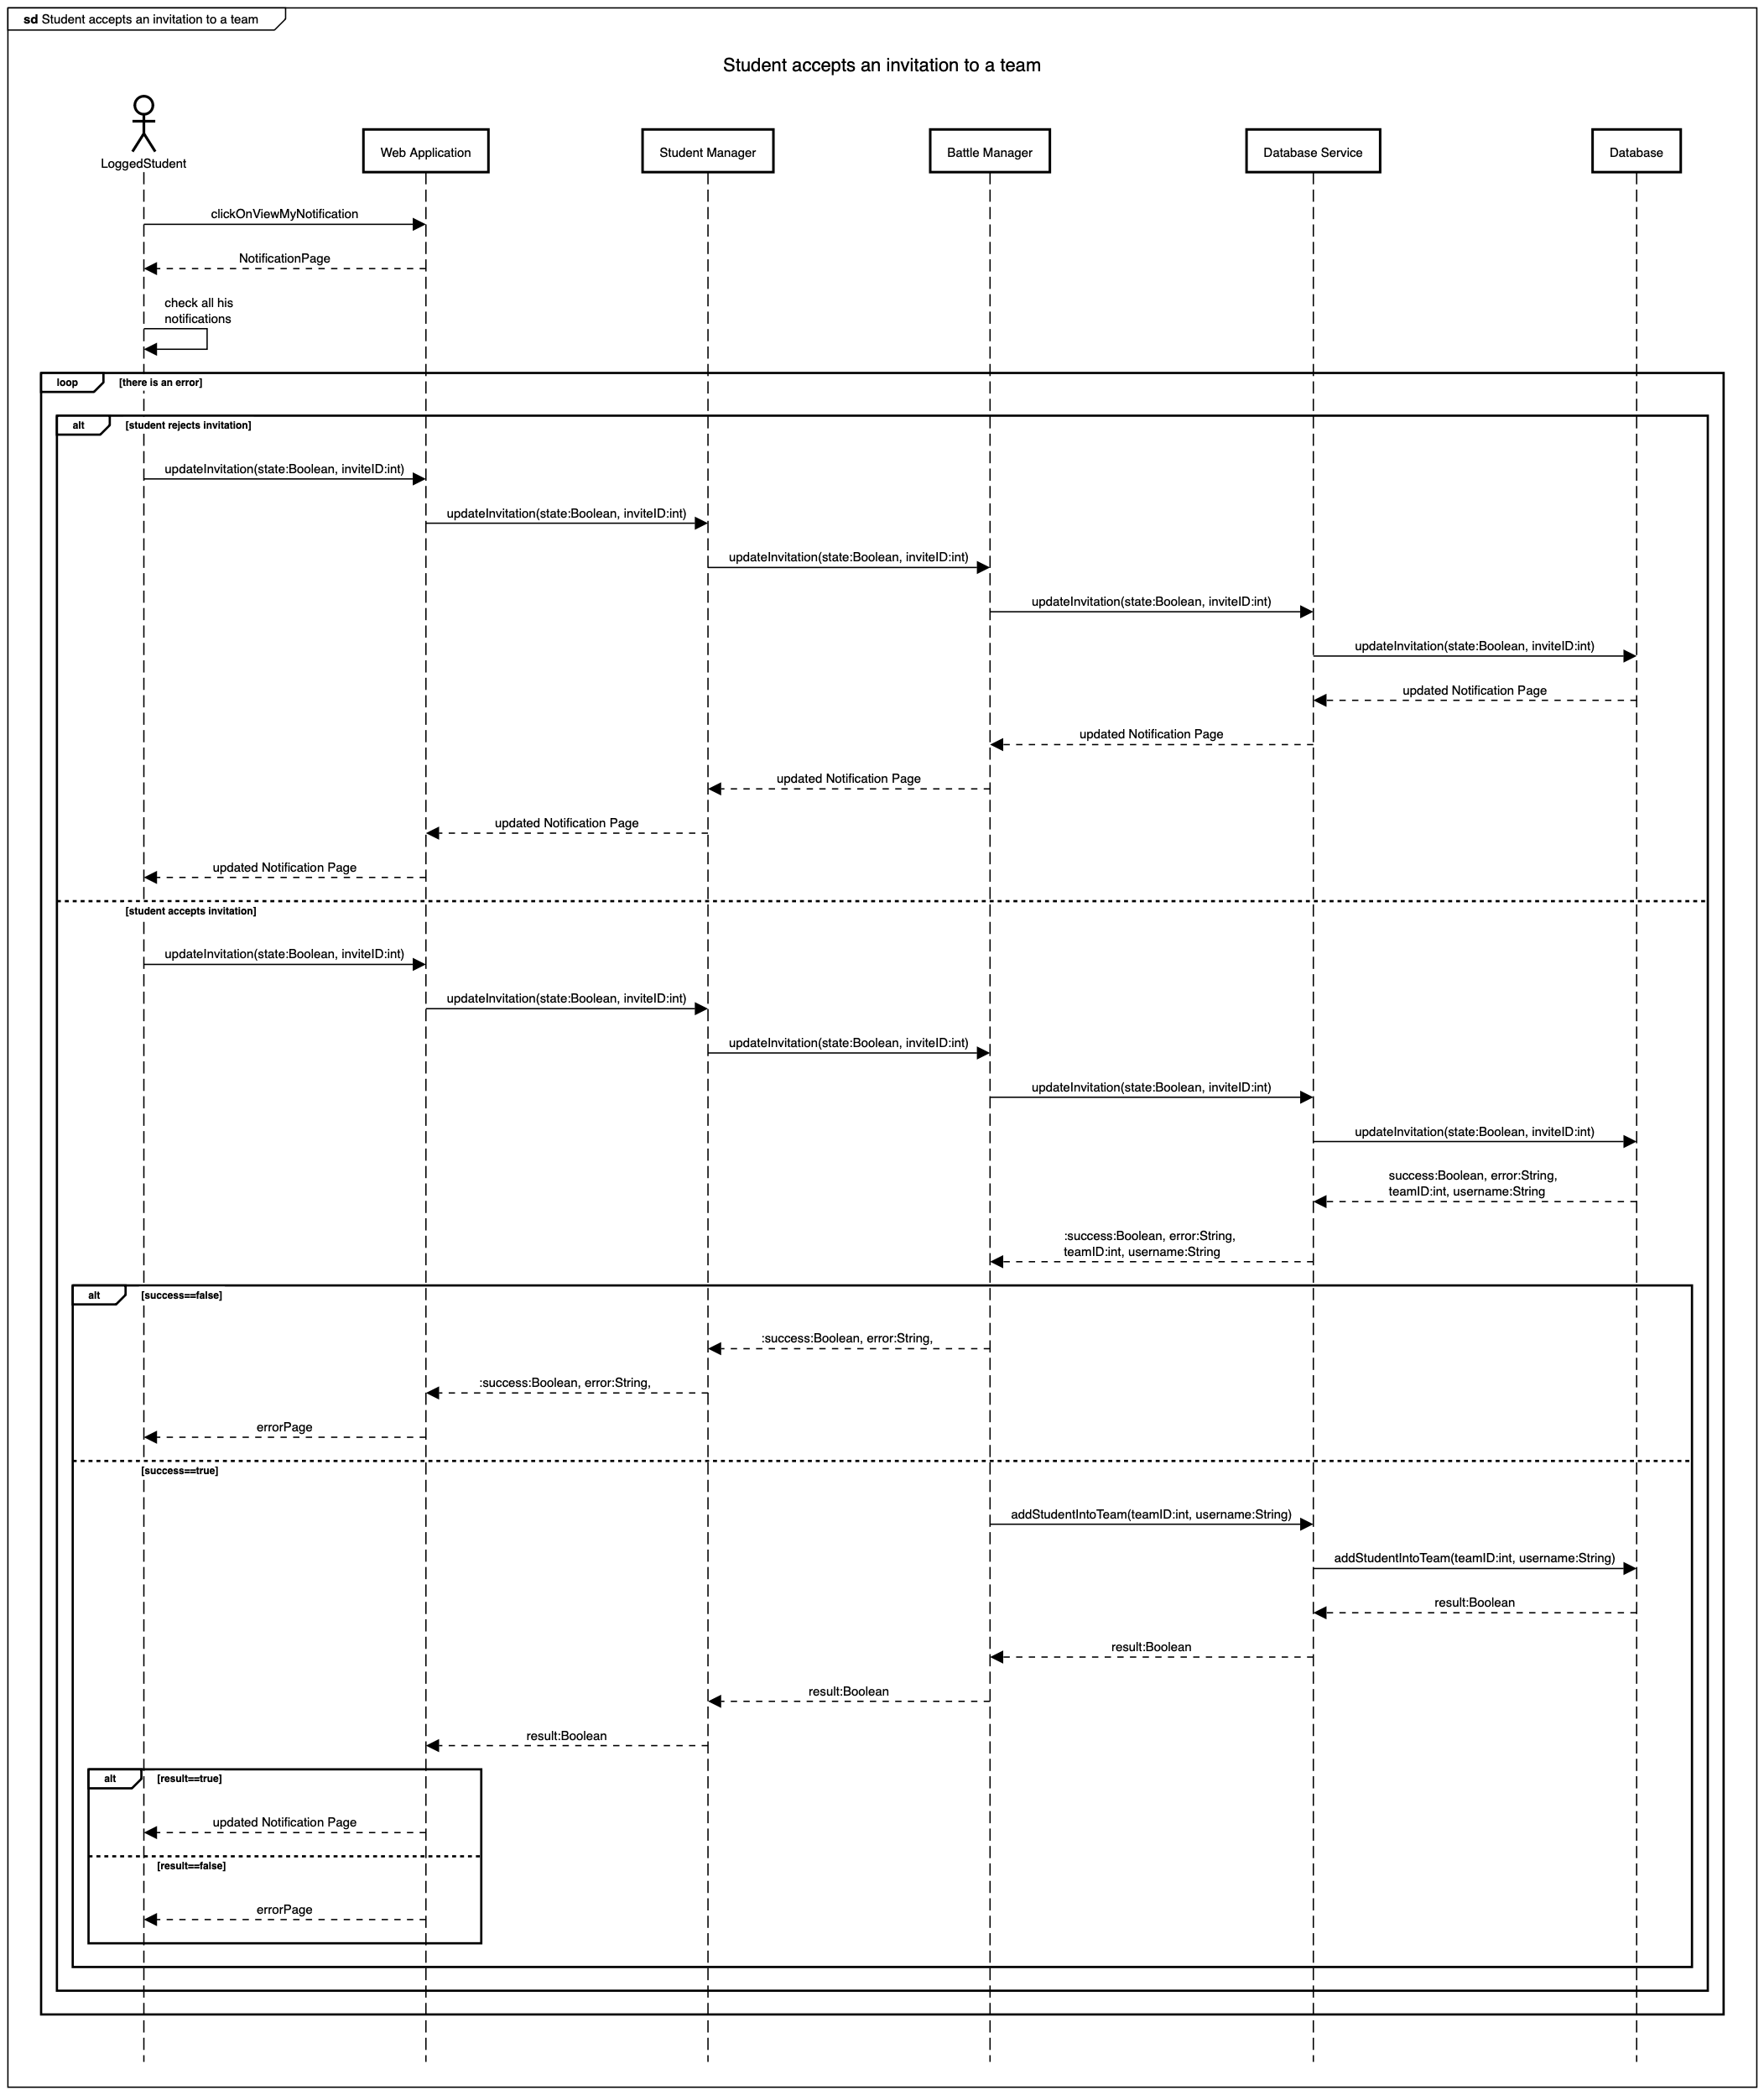 sd Student accepts an invitation to a team
Student accepts an invitation to a team
LoggedStudent
Web Application
Student Manager
Battle Manager
Database Service
Database
clickOnViewMyNotification
NotificationPage
check all his
notifications
loop
[there is an error]
alt
[student rejects invitation]
updateInvitation(state:Boolean, inviteID:int)
updateInvitation(state:Boolean, inviteID:int)
updateInvitation(state:Boolean, inviteID:int)
updateInvitation(state:Boolean, inviteID:int)
updateInvitation(state:Boolean, inviteID:int)
updated Notification Page
updated Notification Page
updated Notification Page
updated Notification Page
updated Notification Page
[student accepts invitation]
updateInvitation(state:Boolean, inviteID:int)
updateInvitation(state:Boolean, inviteID:int)
updateInvitation(state:Boolean, inviteID:int)
updateInvitation(state:Boolean, inviteID:int)
updateInvitation(state:Boolean, inviteID:int)
success:Boolean, error:String,
teamID:int, username:String
:success:Boolean, error:String,
teamID:int, username:String
alt
[success==false]
:success:Boolean, error:String,
:success:Boolean, error:String,
errorPage
[success==true]
addStudentIntoTeam(teamID:int, username:String)
addStudentIntoTeam(teamID:int, username:String)
result:Boolean
result:Boolean
result:Boolean
result:Boolean
alt
[result==true]
updated Notification Page
[result==false]
errorPage